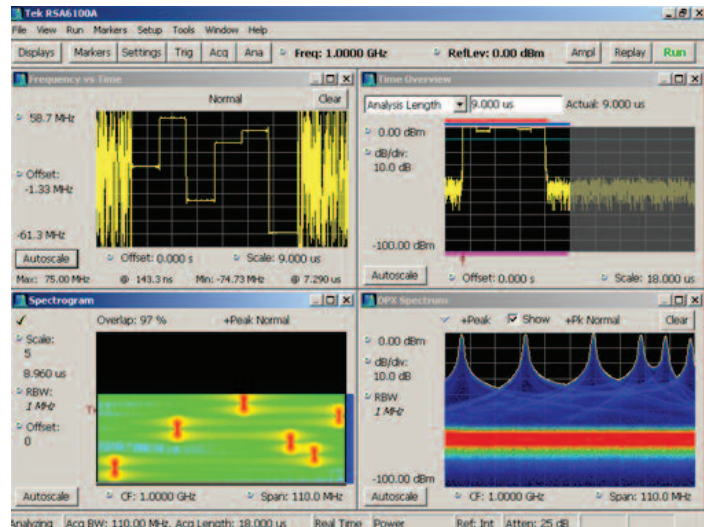 Tek RSA6100A
File View Run Markers Setup Tools Window Help
Displays Markers Settings Trig Acq Ana Freq: 1.0000 GHz RefLev: 0.00 dBm Ampl Replay Run
Frequency vs Time
Normal Clear
58.7 MHz
Offset:
-1.33 MHz
-61.3 MHz
Autoscale Offset: 0.000 s Scale: 9.000 us
Max: 75.00 MHz @ 143.3 ns Min: -74.73 MHz @ 7.290 us
Time Overview
Analysis Length 9.000 us Actual: 9.000 us
0.00 dBm
dB/div:
10.0 dB
-100.00 dBm
Autoscale Offset: 0.000 s Scale: 18.000 us
Spectrogram
Overlap: 97 % +Peak Normal
Scale:
5
8.960 us
RBW:
1 MHz
Offset:
0
Autoscale CF: 1.0000 GHz Span: 110.0 MHz
DPX Spectrum
+Peak Show +Pk Normal Clear
0.00 dBm
dB/div:
10.0 dB
RBW
1 MHz
-100.00 dBm
Autoscale CF: 1.0000 GHz Span: 110.0 MHz
Analyzing Acq BW: 110.00 MHz, Acq Length: 18.000 us Real Time Power Ref: Int Atten: 25 dB